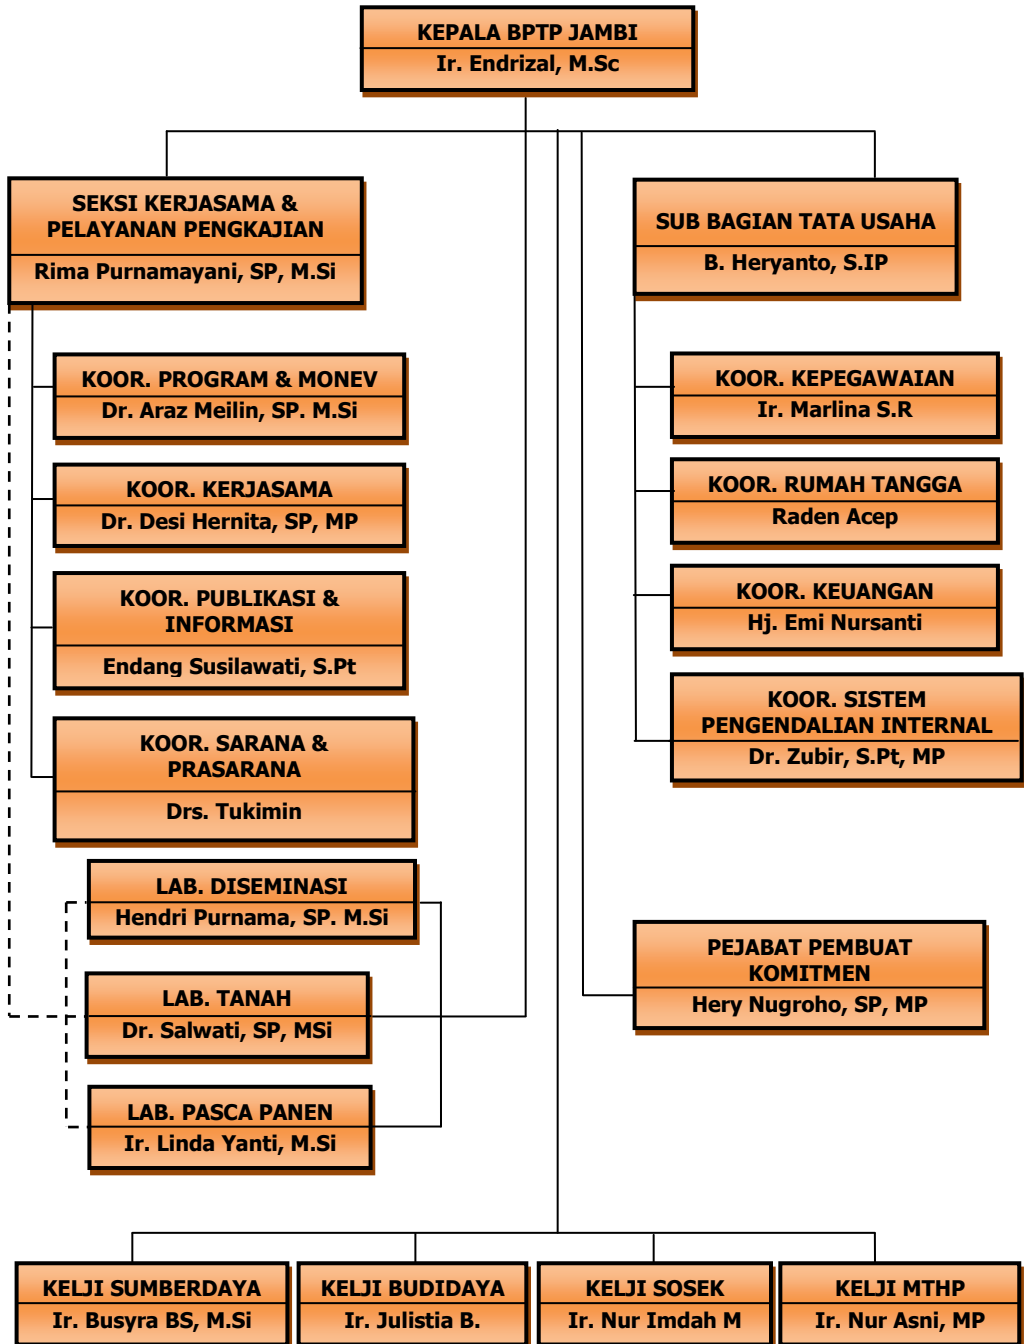 KEPALA BPTP JAMBI
Ir. Endrizal, M.Sc
SEKSI KERJASAMA &
PELAYANAN PENGKAJIAN
Rima Purnamayani, SP, M.Si
SUB BAGIAN TATA USAHA
B. Heryanto, S.IP
KOOR. PROGRAM & MONEV
Dr. Araz Meilin, SP. M.Si
KOOR. KERJASAMA
Dr. Desi Hernita, SP, MP
KOOR. PUBLIKASI &
INFORMASI
Endang Susilawati, S.Pt
KOOR. SARANA &
PRASARANA
Drs. Tukimin
KOOR. KEPEGAWAIAN
Ir. Marlina S.R
KOOR. RUMAH TANGGA
Raden Acep
KOOR. KEUANGAN
Hj. Emi Nursanti
KOOR. SISTEM
PENGENDALIAN INTERNAL
Dr. Zubir, S.Pt, MP
LAB. DISEMINASI
Hendri Purnama, SP. M.Si
LAB. TANAH
Dr. Salwati, SP, MSi
LAB. PASCA PANEN
Ir. Linda Yanti, M.Si
PEJABAT PEMBUAT
KOMITMEN
Hery Nugroho, SP, MP
KELJI SUMBERDAYA
Ir. Busyra BS, M.Si
KELJI BUDIDAYA
Ir. Julistia B.
KELJI SOSEK
Ir. Nur Imdah M
KELJI MTHP
Ir. Nur Asni, MP